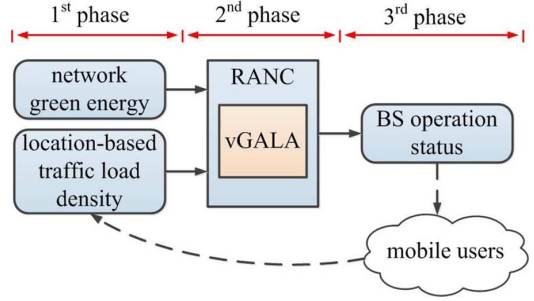 1st phase
2nd phase
3rd phase
network
green energy
RANC
vGALA
location-based
traffic load
density
BS operation
status
mobile users